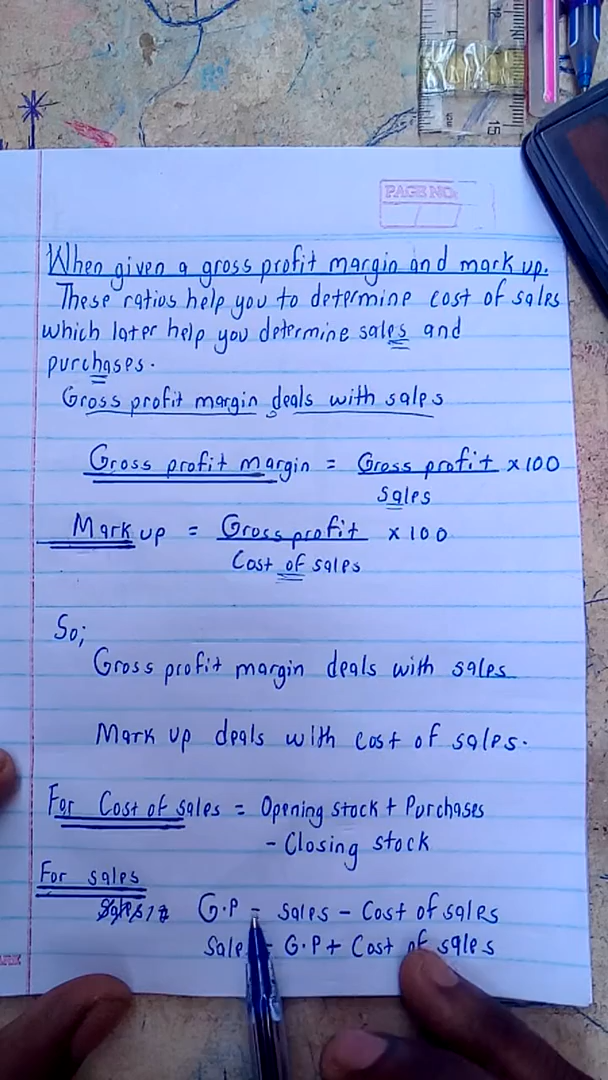 PAGE NO:
When given a gross profit margin and mark up.
These ratios help you to determine cost of sales
which later help you determine sales and
purchases.
Gross profit margin deals with sales
Gross profit margin = Gross profit × 100
Sales
Mark up = Gross profit × 100
Cost of sales
So;
Gross profit margin deals with sales
Mark up deals with cost of sales.
For Cost of sales = Opening stock + Purchases
- Closing stock
For sales
G.P = Sales - Cost of sales
Sale = G.P + Cost of sales
12
15